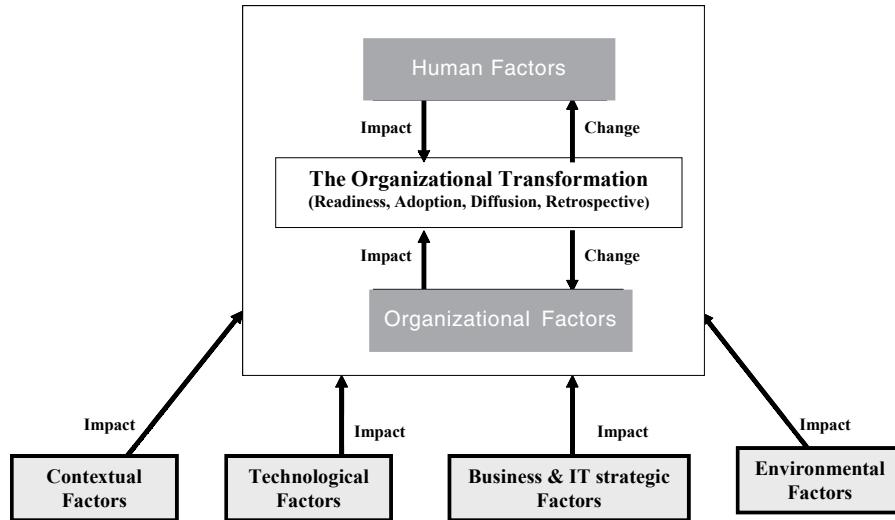 Human Factors
Impact
Change
The Organizational Transformation
(Readiness, Adoption, Diffusion, Retrospective)
Impact
Change
Organizational Factors
Impact
Impact
Impact
Impact
Contextual
Factors
Technological
Factors
Business & IT strategic
Factors
Environmental
Factors